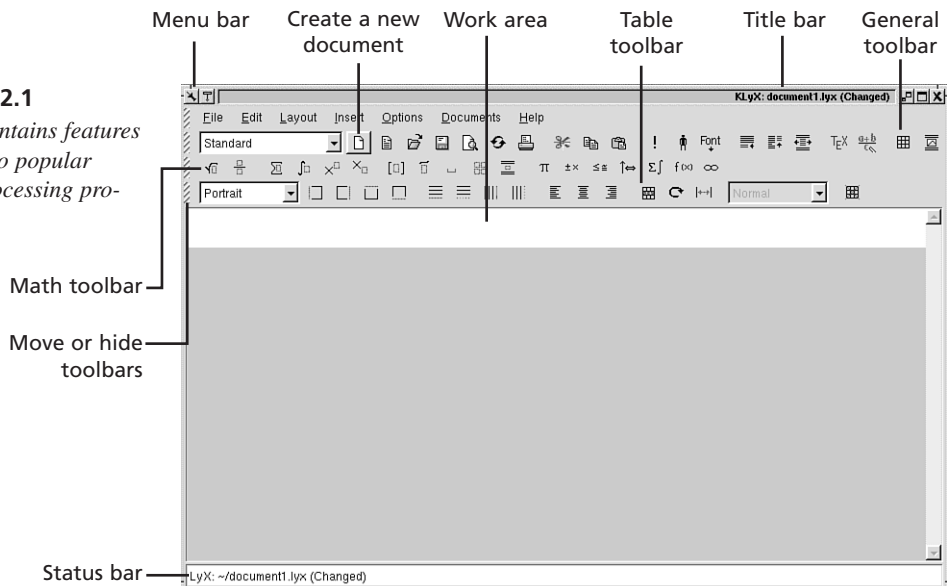 Menu bar
Create a new
document
Work area
Table
toolbar
Title bar
General
toolbar
2.1
ntains features
o popular
cessing pro-
KLyX: document1.lyx (Changed)
File Edit Layout Insert Options Documents Help
Standard
! Font TEX a+b
π ±× Σ∫ f(x) ∞
Portrait
Normal
Math toolbar
Move or hide
toolbars
Status bar
LyX: ~/document1.lyx (Changed)